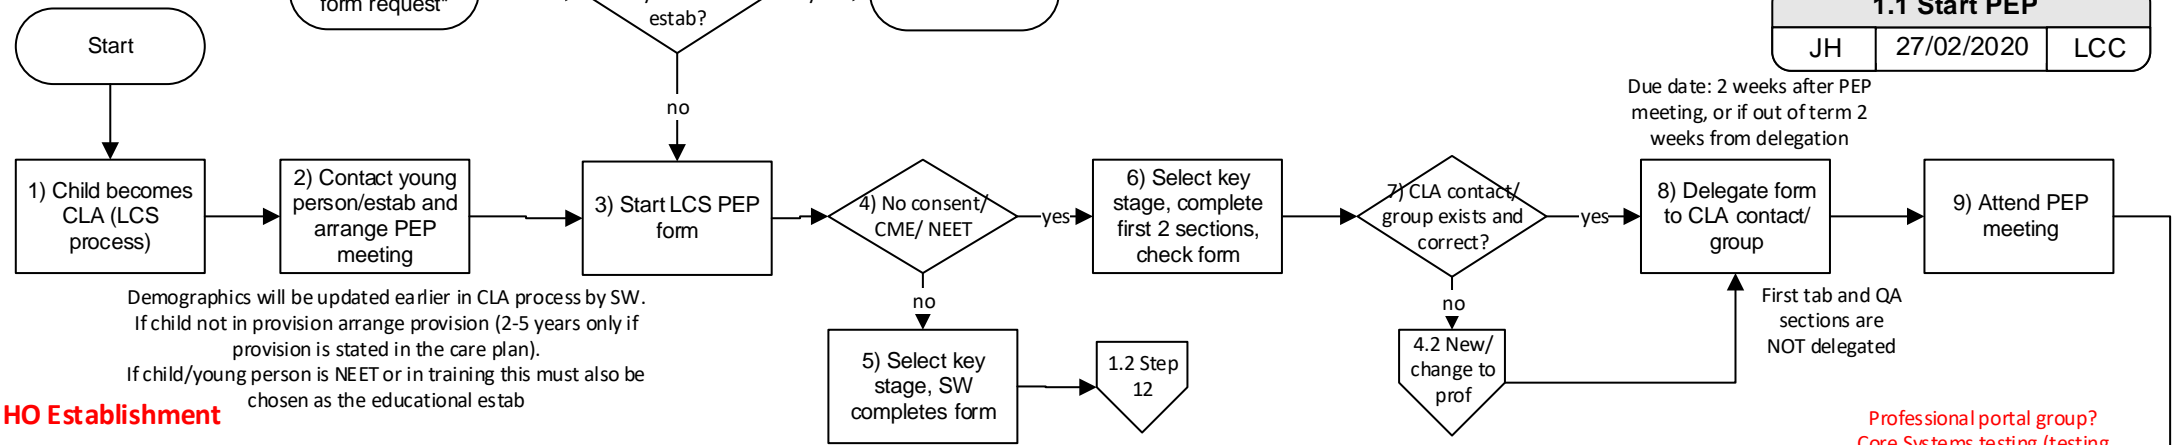 form request"
estab?
1.1 Start PEP
JH
27/02/2020
LCC
Start
no
Due date: 2 weeks after PEP
meeting, or if out of term 2
weeks from delegation
1) Child becomes
CLA (LCS
process)
2) Contact young
person/estab and
arrange PEP
meeting
3) Start LCS PEP
form
4) No consent/
CME/ NEET
yes
6) Select key
stage, complete
first 2 sections,
check form
7) CLA contact/
group exists and
correct?
yes
8) Delegate form
to CLA contact/
group
9) Attend PEP
meeting
Demographics will be updated earlier in CLA process by SW.
If child not in provision arrange provision (2-5 years only if
provision is stated in the care plan).
If child/young person is NEET or in training this must also be
chosen as the educational estab
no
no
First tab and QA
sections are
NOT delegated
5) Select key
stage, SW
completes form
1.2 Step
12
4.2 New/
change to
prof
HO Establishment
Professional portal group?
Core Systems testing (testing